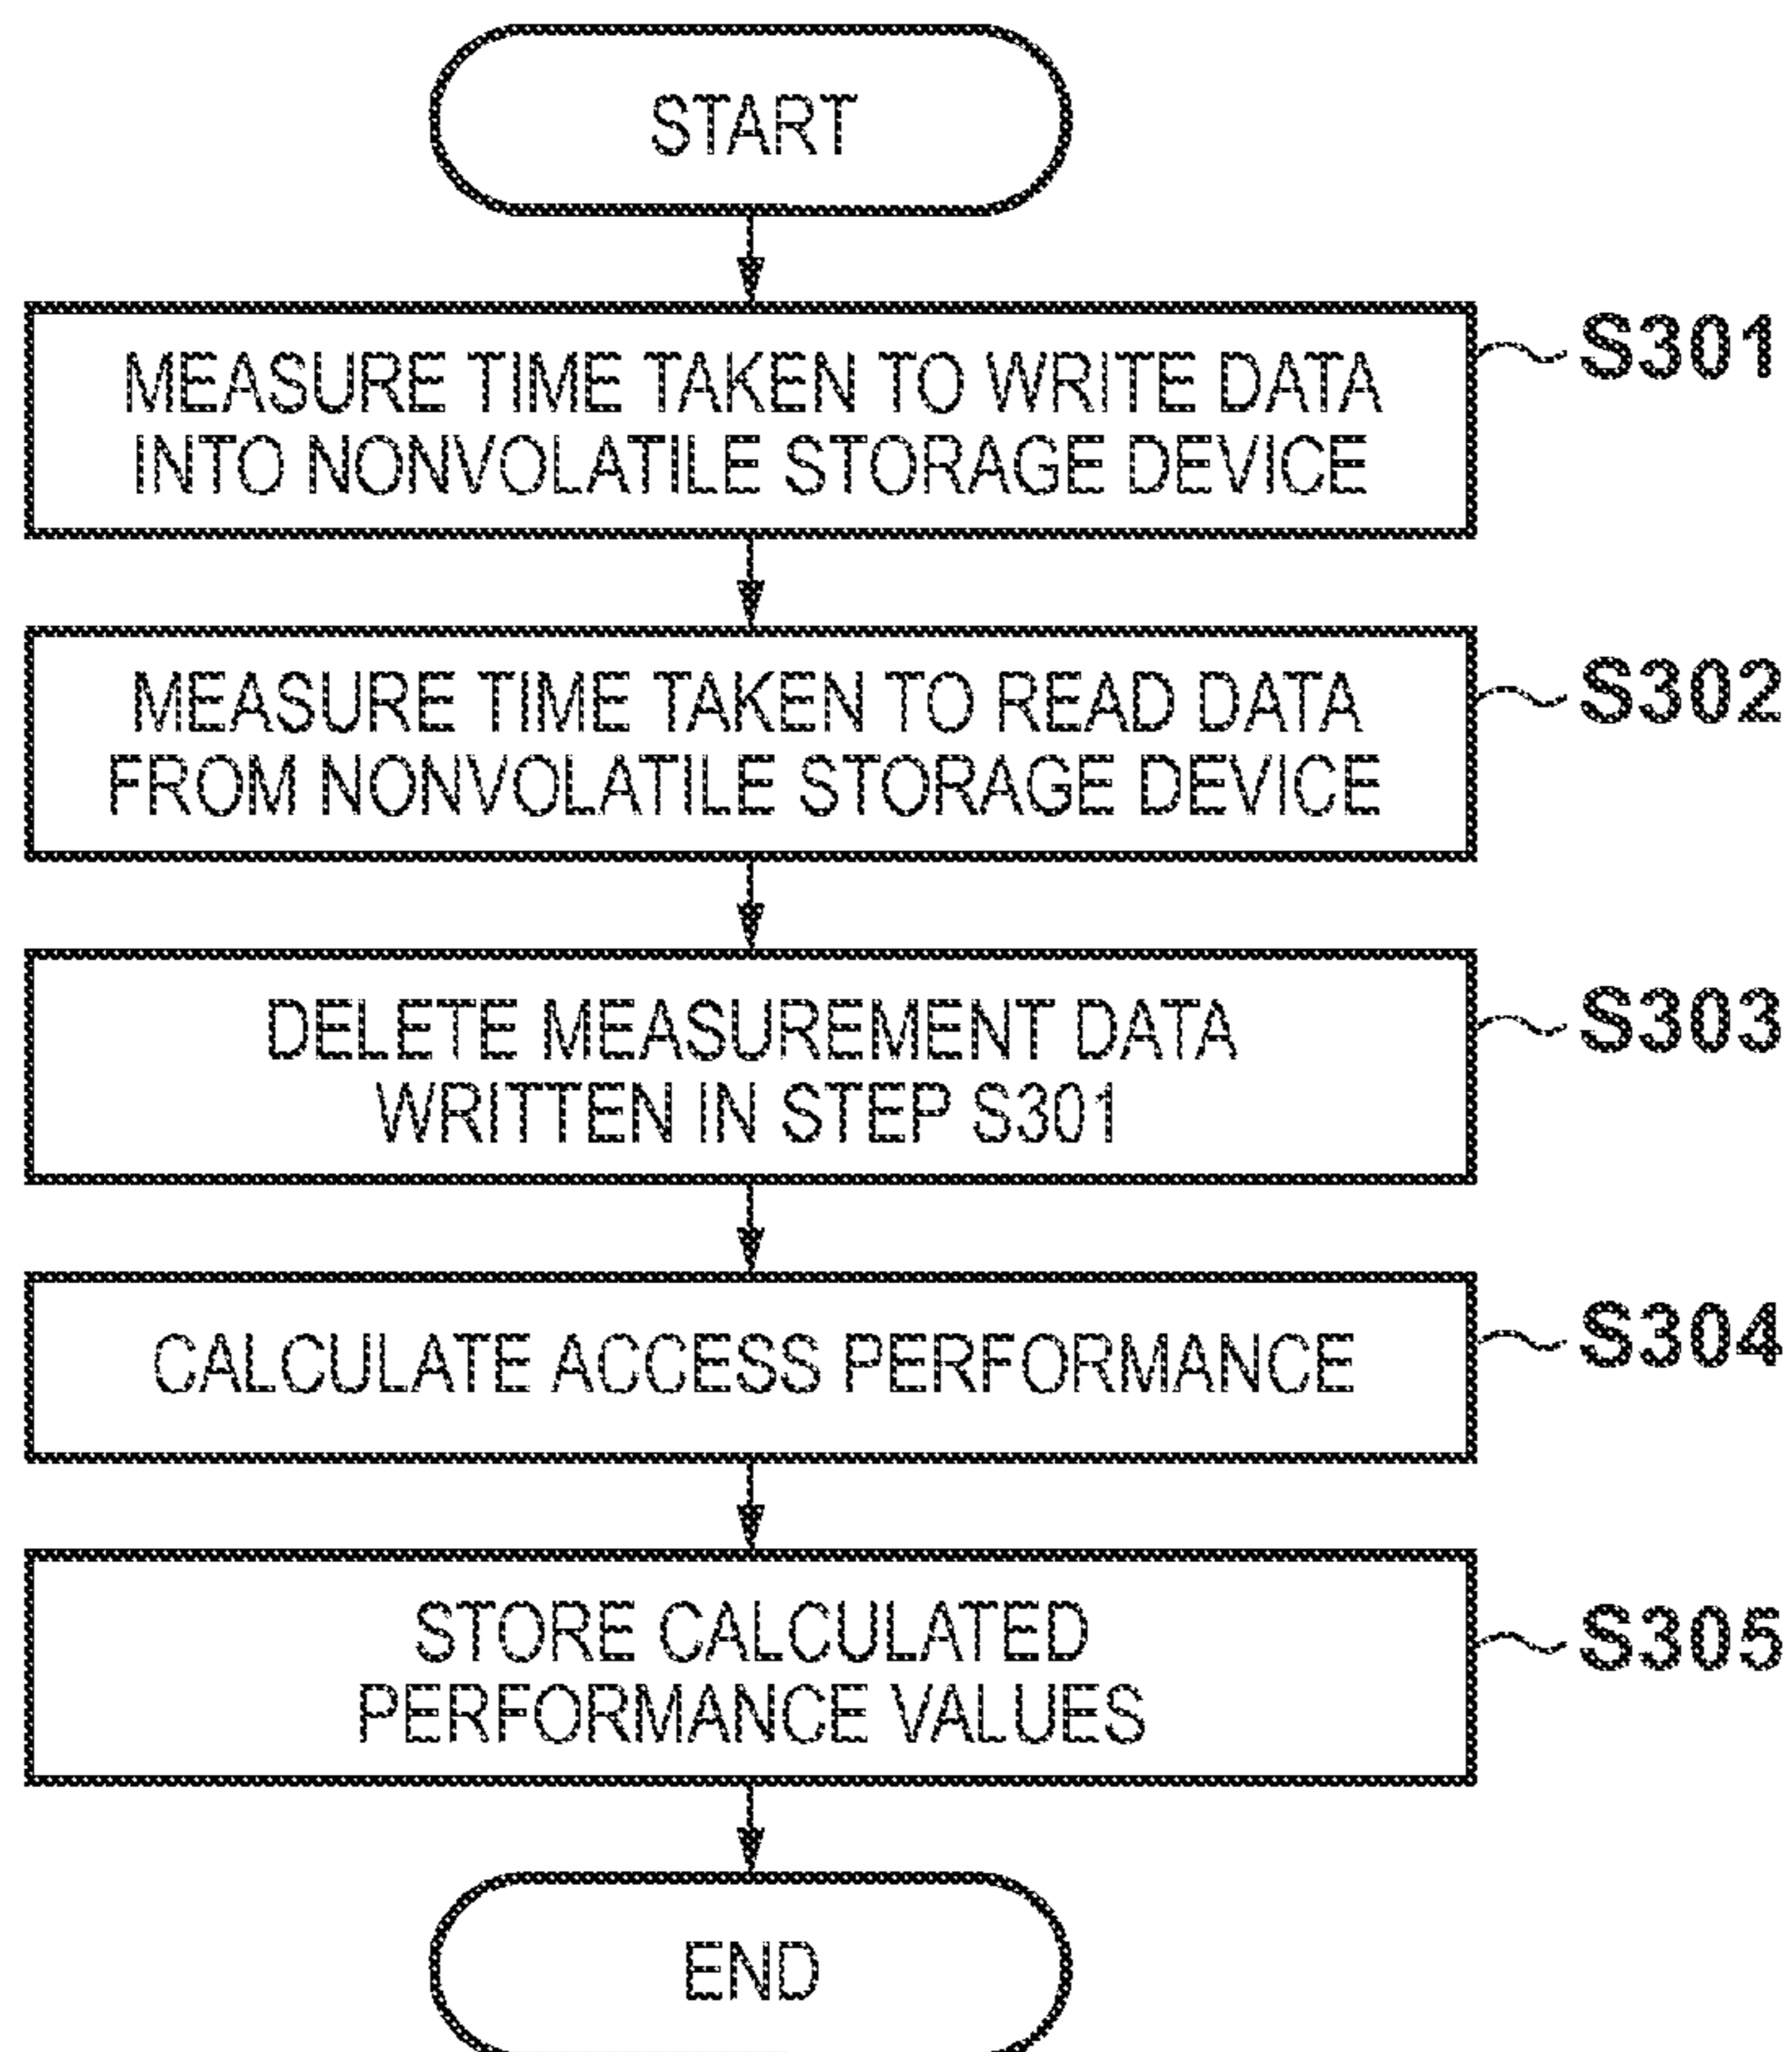 START
MEASURE TIME TAKEN TO WRITE DATA
INTO NONVOLATILE STORAGE DEVICE
S301
MEASURE TIME TAKEN TO READ DATA
FROM NONVOLATILE STORAGE DEVICE
S302
DELETE MEASUREMENT DATA
WRITTEN IN STEP S301
S303
CALCULATE ACCESS PERFORMANCE
S304
STORE CALCULATED
PERFORMANCE VALUES
S305
END